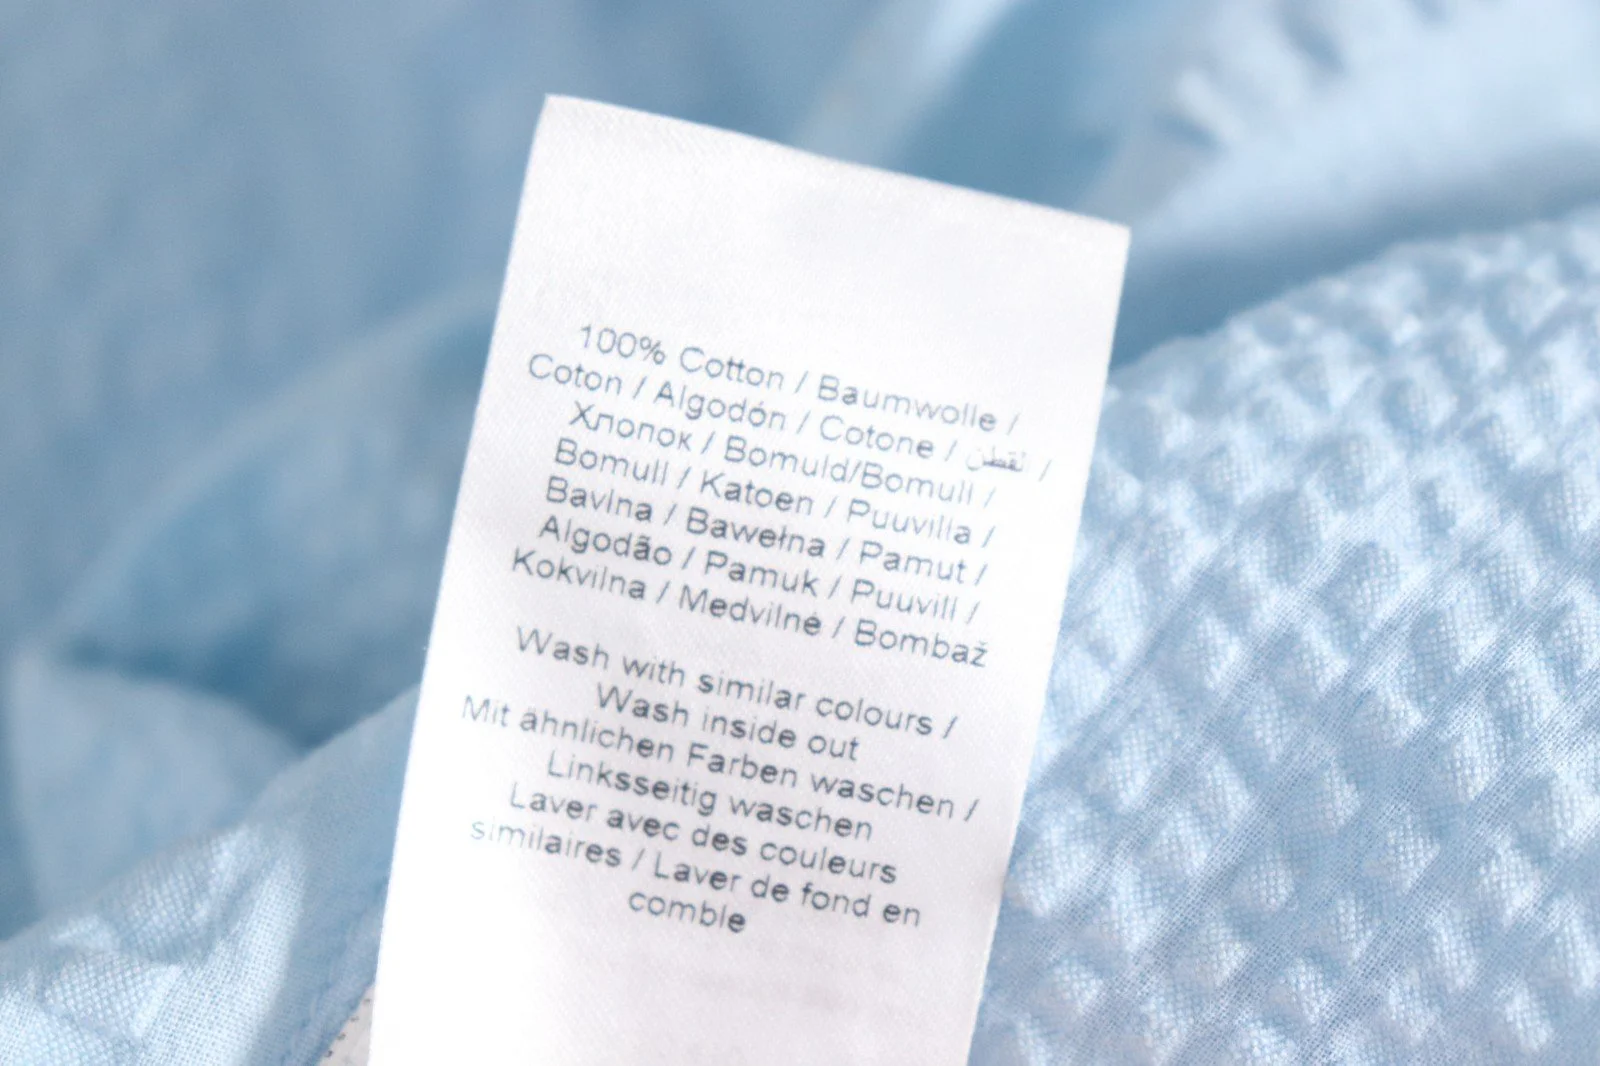 100% Cotton / Baumwolle /
Coton / Algodón / Cotone / القطن /
Хлопок / Bomuld/Bomull /
Bomull / Katoen / Puuvilla /
Bavlna / Bawełna / Pamut /
Algodão / Pamuk / Puuvill /
Kokvilna / Medvilnė / Bombaž
Wash with similar colours /
Wash inside out
Mit ähnlichen Farben waschen /
Linksseitig waschen
Laver avec des couleurs
similaires / Laver de fond en
comble